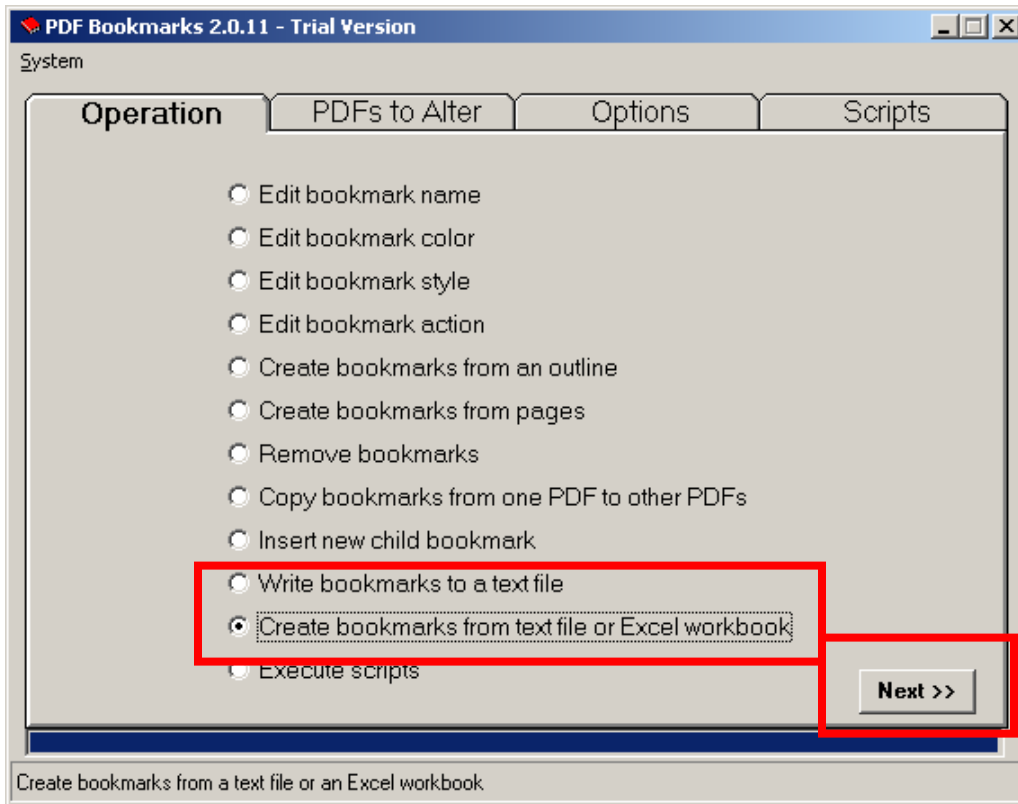 PDF Bookmarks 2.0.11 - Trial Version
System
Operation PDFs to Alter Options Scripts
Edit bookmark name
Edit bookmark color
Edit bookmark style
Edit bookmark action
Create bookmarks from an outline
Create bookmarks from pages
Remove bookmarks
Copy bookmarks from one PDF to other PDFs
Insert new child bookmark
Write bookmarks to a text file
Create bookmarks from text file or Excel workbook
Execute scripts
Next >>
Create bookmarks from a text file or an Excel workbook